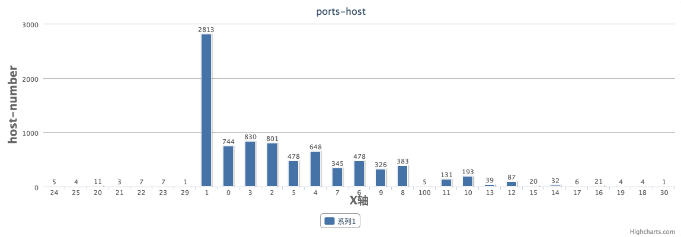 ports-host
3000
2000
1000
0
host-number
5 4 11 3 7 7 1 2813 744 830 801 478 648 345 478 326 383 5 131 193 39 87 20 32 6 21 4 4 1
24 25 20 21 22 23 29 1 0 3 2 5 4 7 6 9 8 100 11 10 13 12 15 14 17 16 19 18 30
X轴
系列1
Highcharts.com